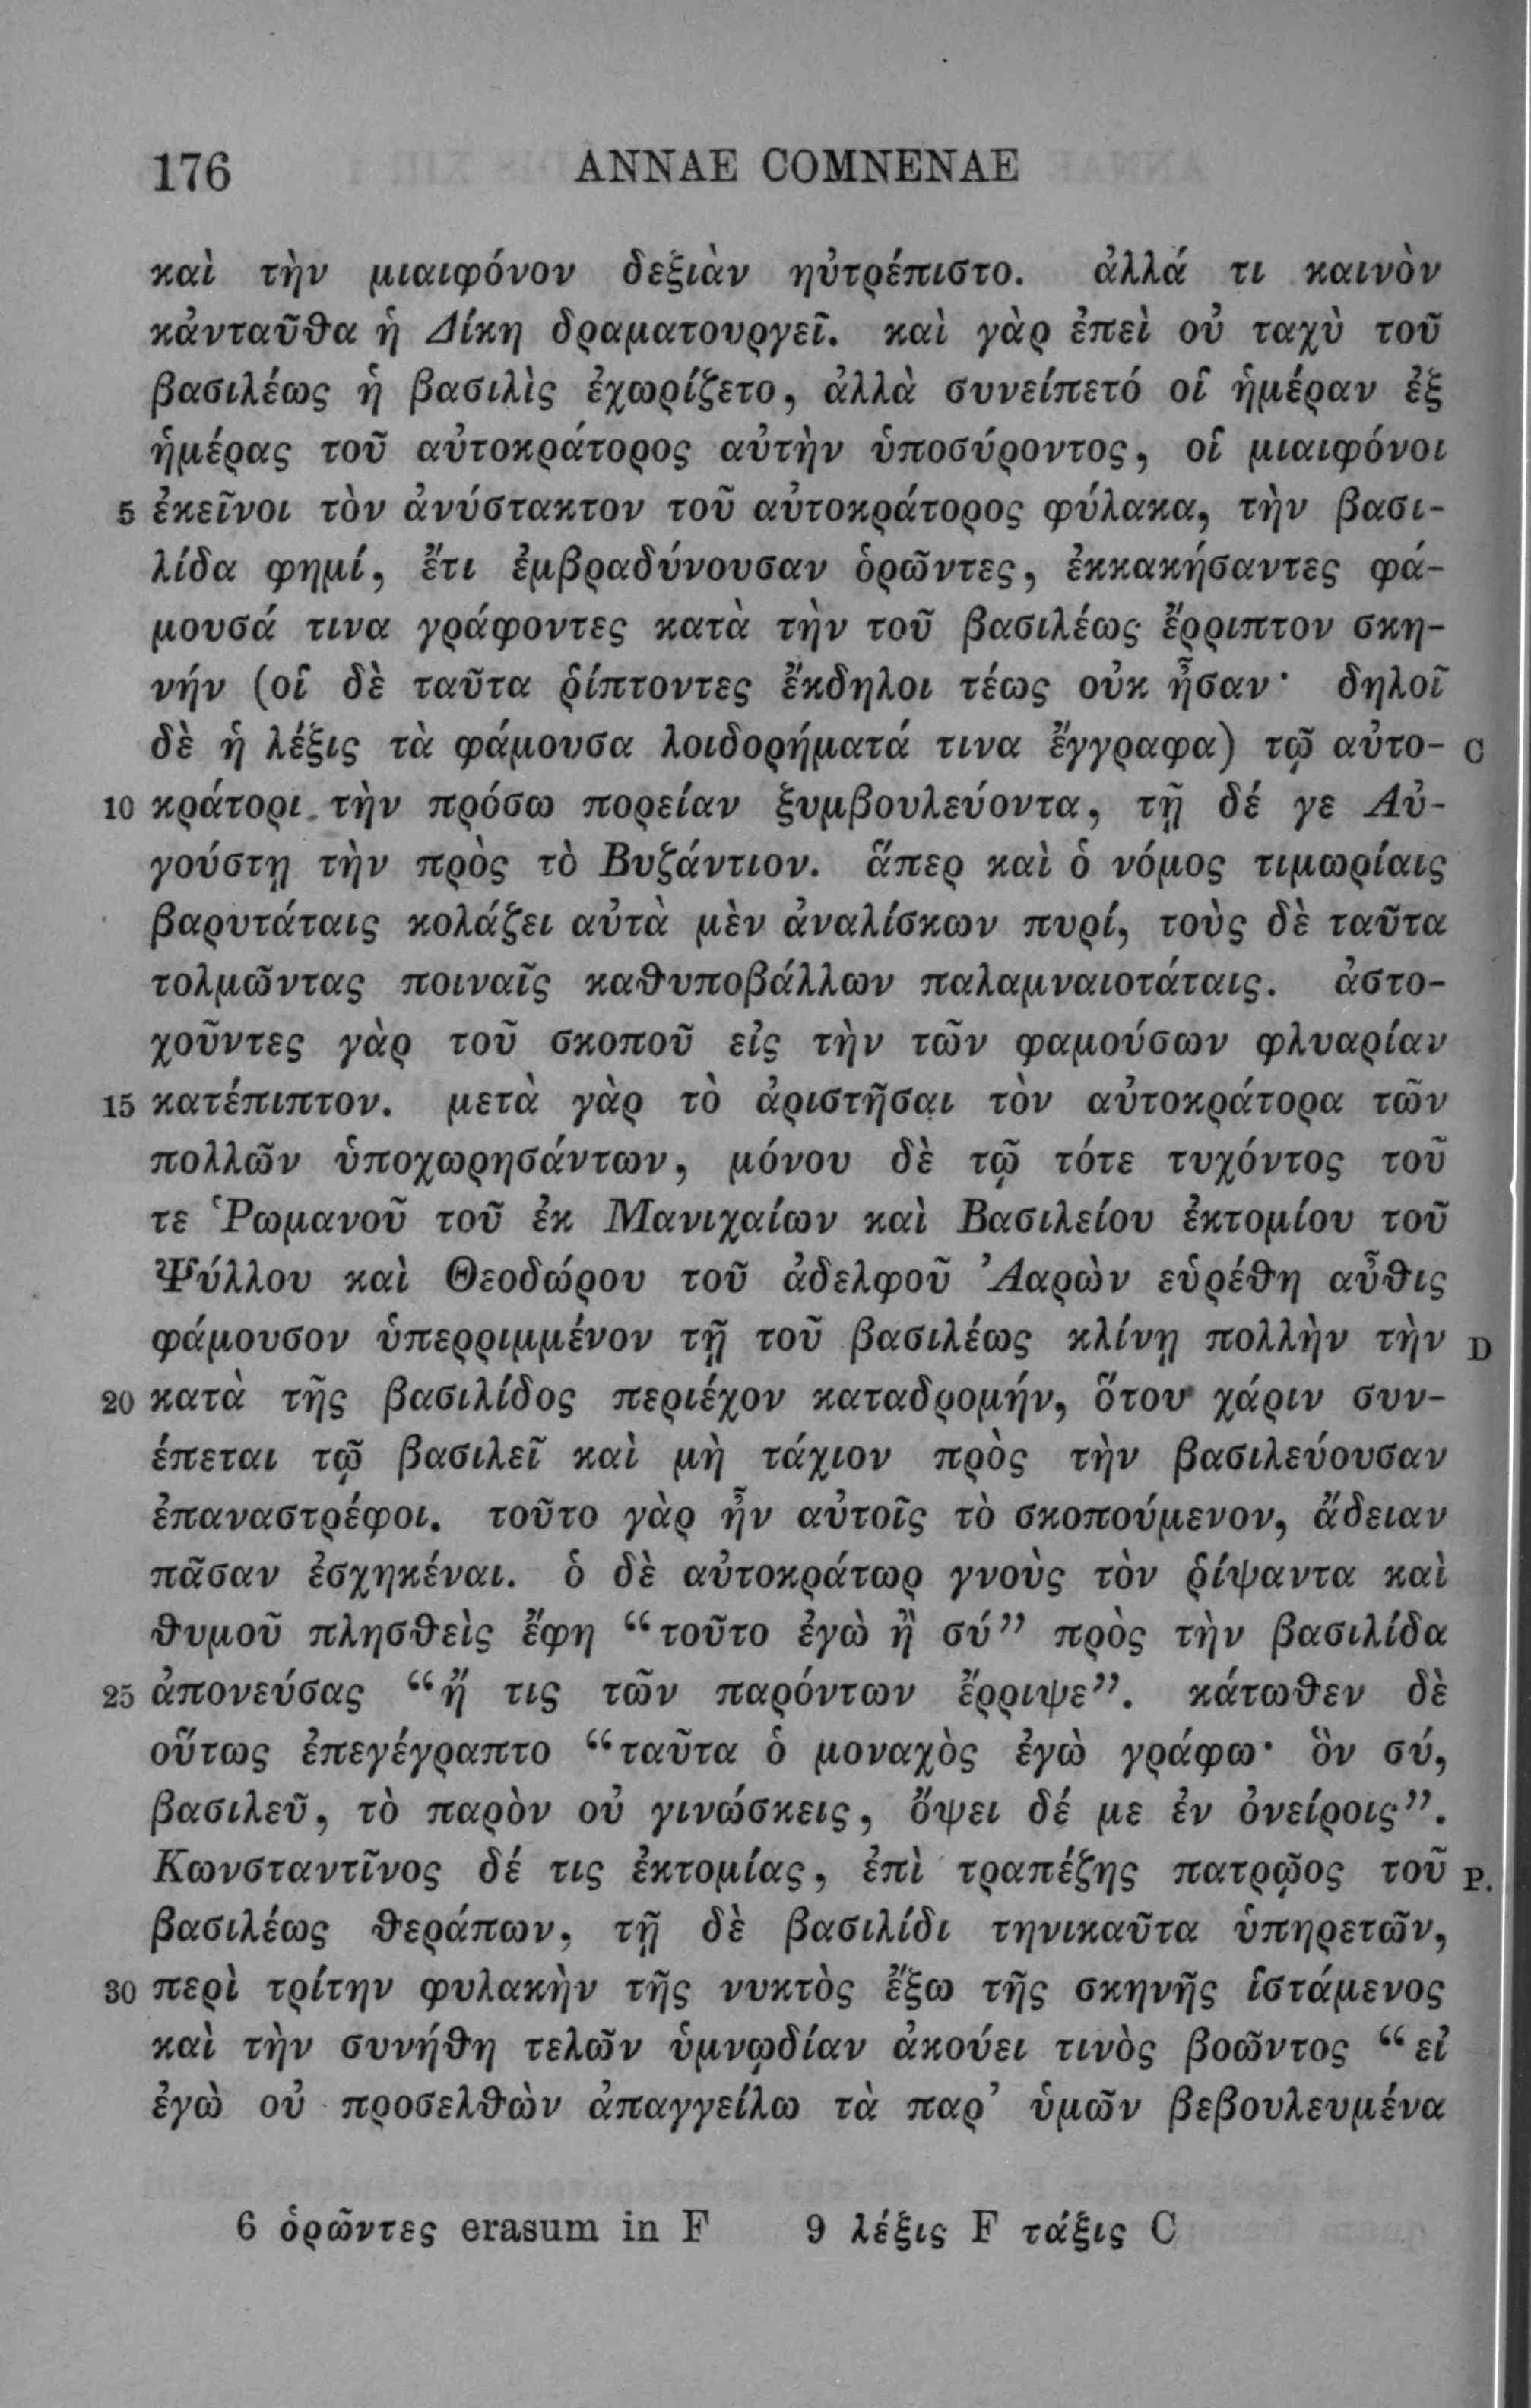 176 ANNAE COMNENAE
καὶ τὴν μιαιφόνον δεξιὰν ηὐτρέπιστο. ἀλλά τι καινὸν
κἀνταῦθα ἡ Δίκη δραματουργεῖ. καὶ γὰρ ἐπεὶ οὐ ταχὺ τοῦ
βασιλέως ἡ βασιλὶς ἐχωρίζετο, ἀλλὰ συνείπετό οἱ ἡμέραν ἐξ
ἡμέρας τοῦ αὐτοκράτορος αὐτὴν ὑποσύροντος, οἱ μιαιφόνοι
5 ἐκεῖνοι τὸν ἀνύστακτον τοῦ αὐτοκράτορος φύλακα, τὴν βασι-
λίδα φημί, ἔτι ἐμβραδύνουσαν ὁρῶντες, ἐκκακήσαντες φά-
μουσά τινα γράφοντες κατὰ τὴν τοῦ βασιλέως ἔρριπτον σκη-
νήν (οἱ δὲ ταῦτα ῥίπτοντες ἔκδηλοι τέως οὐκ ἦσαν· δηλοῖ
δὲ ἡ λέξις τὰ φάμουσα λοιδορήματά τινα ἔγγραφα) τῷ αὐτο- C
10 κράτορι τὴν πρόσω πορείαν ξυμβουλεύοντα, τῇ δέ γε Αὐ-
γούστῃ τὴν πρὸς τὸ Βυζάντιον. ἅπερ καὶ ὁ νόμος τιμωρίαις
βαρυτάταις κολάζει αὐτὰ μὲν ἀναλίσκων πυρί, τοὺς δὲ ταῦτα
τολμῶντας ποιναῖς καθυποβάλλων παλαμναιοτάταις. ἀστο-
χοῦντες γὰρ τοῦ σκοποῦ εἰς τὴν τῶν φαμούσων φλυαρίαν
15 κατέπιπτον. μετὰ γὰρ τὸ ἀριστῆσαι τὸν αὐτοκράτορα τῶν
πολλῶν ὑποχωρησάντων, μόνου δὲ τῷ τότε τυχόντος τοῦ
τε Ῥωμανοῦ τοῦ ἐκ Μανιχαίων καὶ Βασιλείου ἐκτομίου τοῦ
Ψύλλου καὶ Θεοδώρου τοῦ ἀδελφοῦ Ἀαρὼν εὑρέθη αὖθις
φάμουσον ὑπερριμμένον τῇ τοῦ βασιλέως κλίνῃ πολλὴν τὴν D
20 κατὰ τῆς βασιλίδος περιέχον καταδρομήν, ὅτου χάριν συν-
έπεται τῷ βασιλεῖ καὶ μὴ τάχιον πρὸς τὴν βασιλεύουσαν
ἐπαναστρέφοι. τοῦτο γὰρ ἦν αὐτοῖς τὸ σκοπούμενον, ἄδειαν
πᾶσαν ἐσχηκέναι. ὁ δὲ αὐτοκράτωρ γνοὺς τὸν ῥίψαντα καὶ
θυμοῦ πλησθεὶς ἔφη “τοῦτο ἐγὼ ἢ σύ” πρὸς τὴν βασιλίδα
25 ἀπονεύσας “ἤ τις τῶν παρόντων ἔρριψε”. κάτωθεν δὲ
οὕτως ἐπεγέγραπτο “ταῦτα ὁ μοναχὸς ἐγὼ γράφω· ὃν σύ,
βασιλεῦ, τὸ παρὸν οὐ γινώσκεις, ὄψει δέ με ἐν ὀνείροις”.
Κωνσταντῖνος δέ τις ἐκτομίας, ἐπὶ τραπέζης πατρῷος τοῦ P.
βασιλέως θεράπων, τῇ δὲ βασιλίδι τηνικαῦτα ὑπηρετῶν,
30 περὶ τρίτην φυλακὴν τῆς νυκτὸς ἔξω τῆς σκηνῆς ἱστάμενος
καὶ τὴν συνήθη τελῶν ὑμνῳδίαν ἀκούει τινὸς βοῶντος “εἰ
ἐγὼ οὐ προσελθὼν ἀπαγγείλω τὰ παρ’ ὑμῶν βεβουλευμένα
6 ὁρῶντες erasum in F 9 λέξις F τάξις C